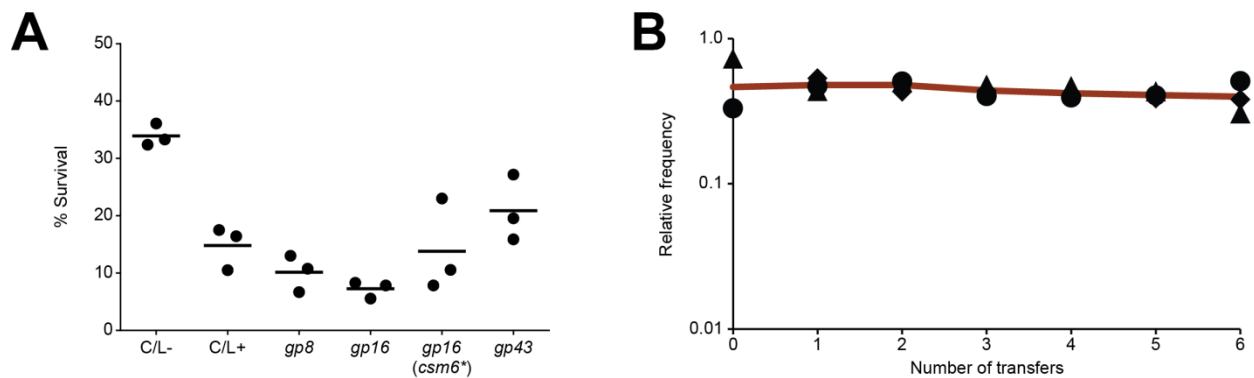 A
% Survival
50
40
30
20
10
0
C/L- C/L+ gp8 gp16 gp16 gp43
(csm6*)
B
Relative frequency
1.0
0.1
0.01
0 1 2 3 4 5 6
Number of transfers